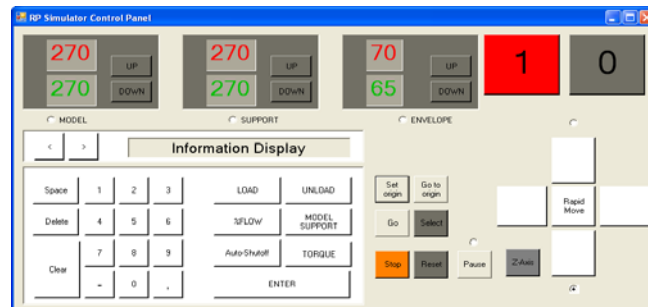 RP Simulator Control Panel
270 UP 270 UP 70 UP 1 0
270 DOWN 270 DOWN 65 DOWN
MODEL SUPPORT ENVELOPE
< > Information Display
Space 1 2 3 LOAD UNLOAD Set origin Go to origin
Rapid Move
Delete 4 5 6 %FLOW MODEL SUPPORT Go Select
Clear 7 8 9 Auto-Shutoff TORQUE Stop Reset Pause Z-Axis
- 0 , ENTER